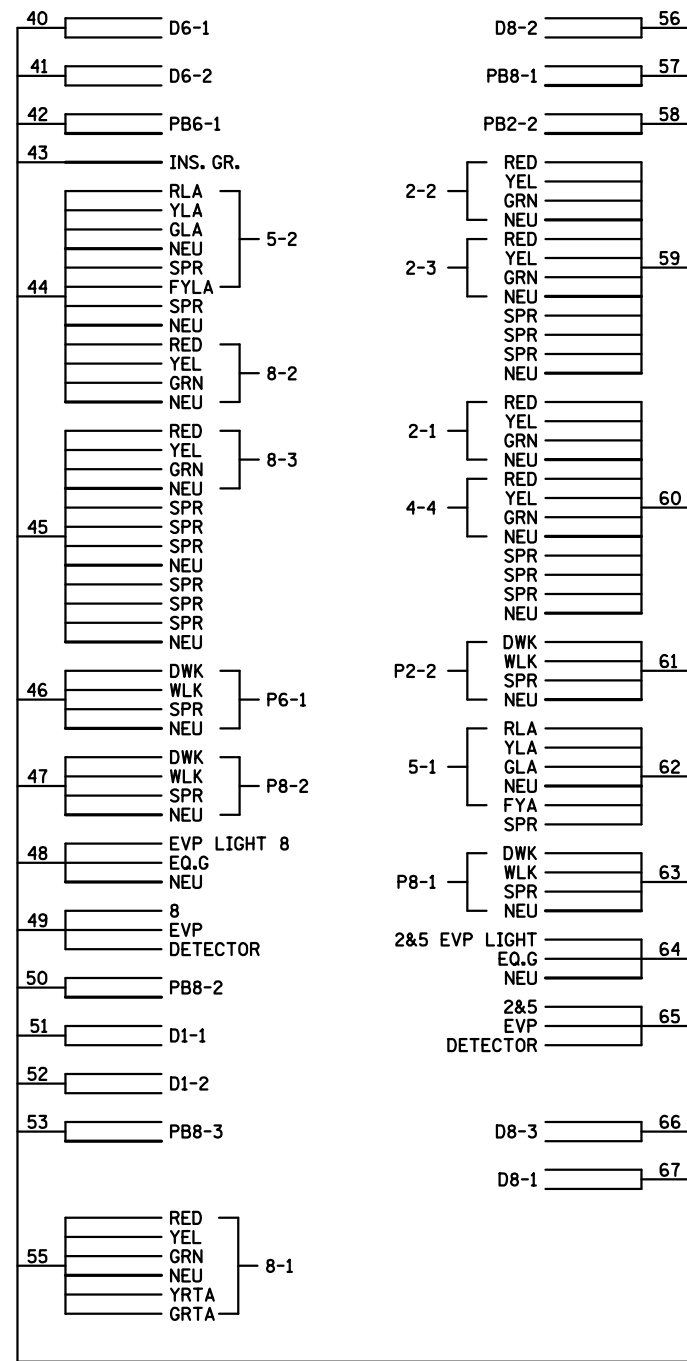 40
D6-1
41
D6-2
42
PB6-1
43
INS. GR.
44
RLA
YLA
GLA
NEU
SPR
FYLA
5-2
SPR
NEU
RED
YEL
GRN
NEU
8-2
45
RED
YEL
GRN
NEU
8-3
SPR
SPR
SPR
NEU
SPR
SPR
SPR
NEU
46
DWK
WLK
SPR
NEU
P6-1
47
DWK
WLK
SPR
NEU
P8-2
48
EVP LIGHT 8
EQ.G
NEU
49
8
EVP
DETECTOR
50
PB8-2
51
D1-1
52
D1-2
53
PB8-3
55
RED
YEL
GRN
NEU
YRTA
GRTA
8-1
D8-2
56
PB8-1
57
PB2-2
58
2-2
RED
YEL
GRN
NEU
2-3
RED
YEL
GRN
NEU
SPR
SPR
SPR
NEU
59
2-1
RED
YEL
GRN
NEU
4-4
RED
YEL
GRN
NEU
SPR
SPR
SPR
NEU
60
P2-2
DWK
WLK
SPR
NEU
61
5-1
RLA
YLA
GLA
NEU
FYA
SPR
62
P8-1
DWK
WLK
SPR
NEU
63
2&5 EVP LIGHT
EQ.G
NEU
64
2&5
EVP
DETECTOR
65
D8-3
66
D8-1
67